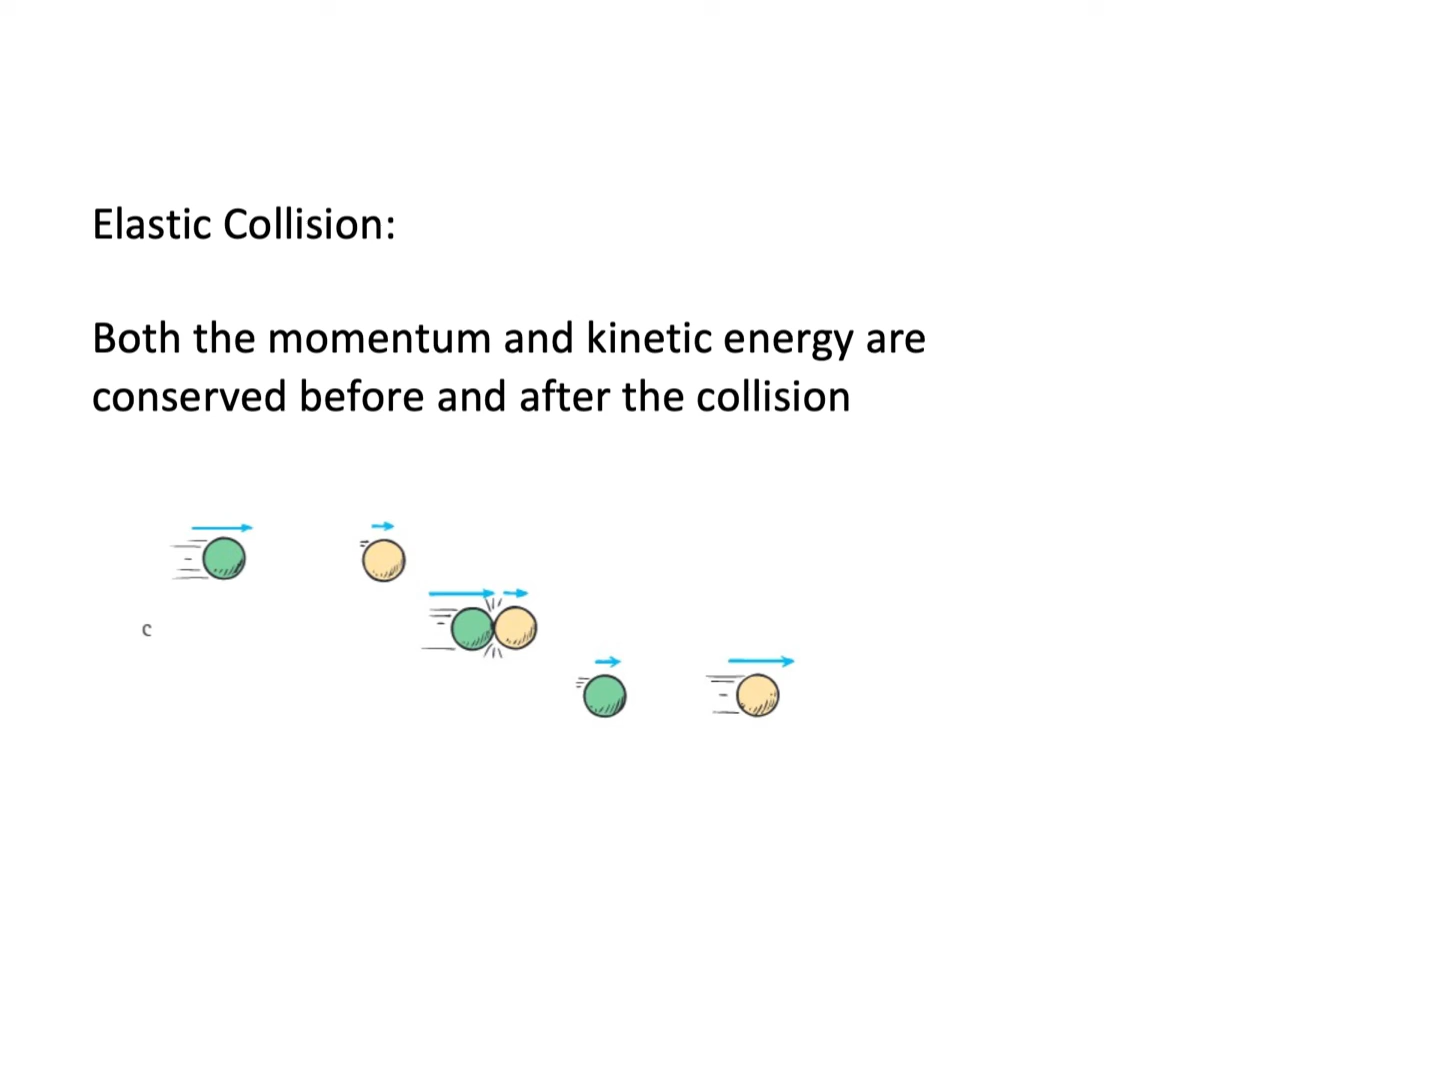 Elastic Collision:
Both the momentum and kinetic energy are
conserved before and after the collision
c